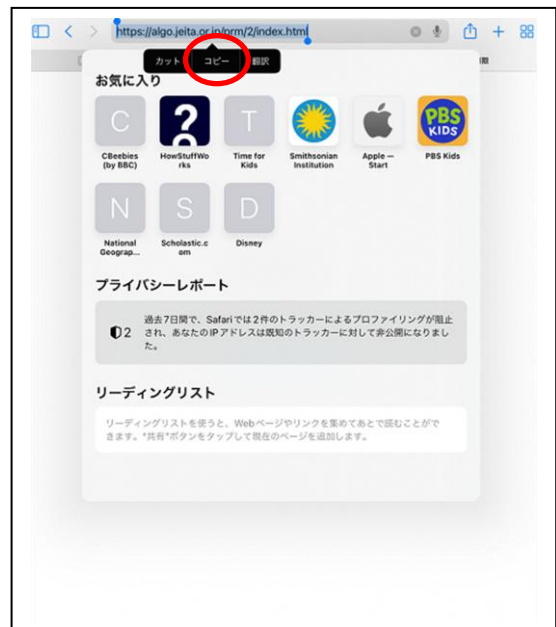 https://algo.jeita.or.jp/prm/2/index.html
カット コピー 翻訳
お気に入り
C
T
PBS KIDS
CBeebies (by BBC)
HowStuffWorks
Time for Kids
Smithsonian Institution
Apple — Start
PBS Kids
N
S
D
National Geograp...
Scholastic.com
Disney
プライバシーレポート
2
過去7日間で、Safariでは2件のトラッカーによるプロファイリングが阻止
され、あなたのIPアドレスは既知のトラッカーに対して非公開になりまし
た。
リーディングリスト
リーディングリストを使うと、Webページやリンクを集めてあとで読むことがで
きます。"共有"ボタンをタップして現在のページを追加します。